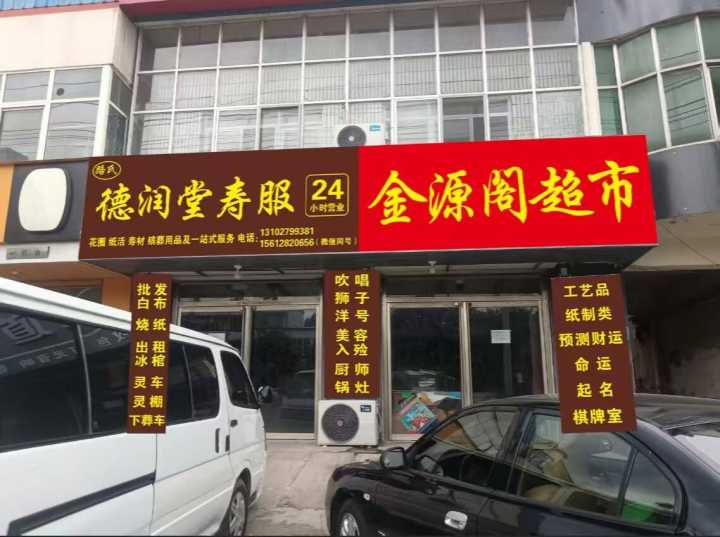 路氏
德润堂寿服
24
小时营业
花圈 纸活 寿材 殡葬用品及一站式服务 电话:
13102799381
15612820656(微信同号)
金源阁超市
批发
白布
烧纸
出租
冰棺
灵车
灵棚
下葬车
吹唱
狮子
洋号
美容
入殓
厨师
锅灶
工艺品
纸制类
预测财运
命运
起名
棋牌室